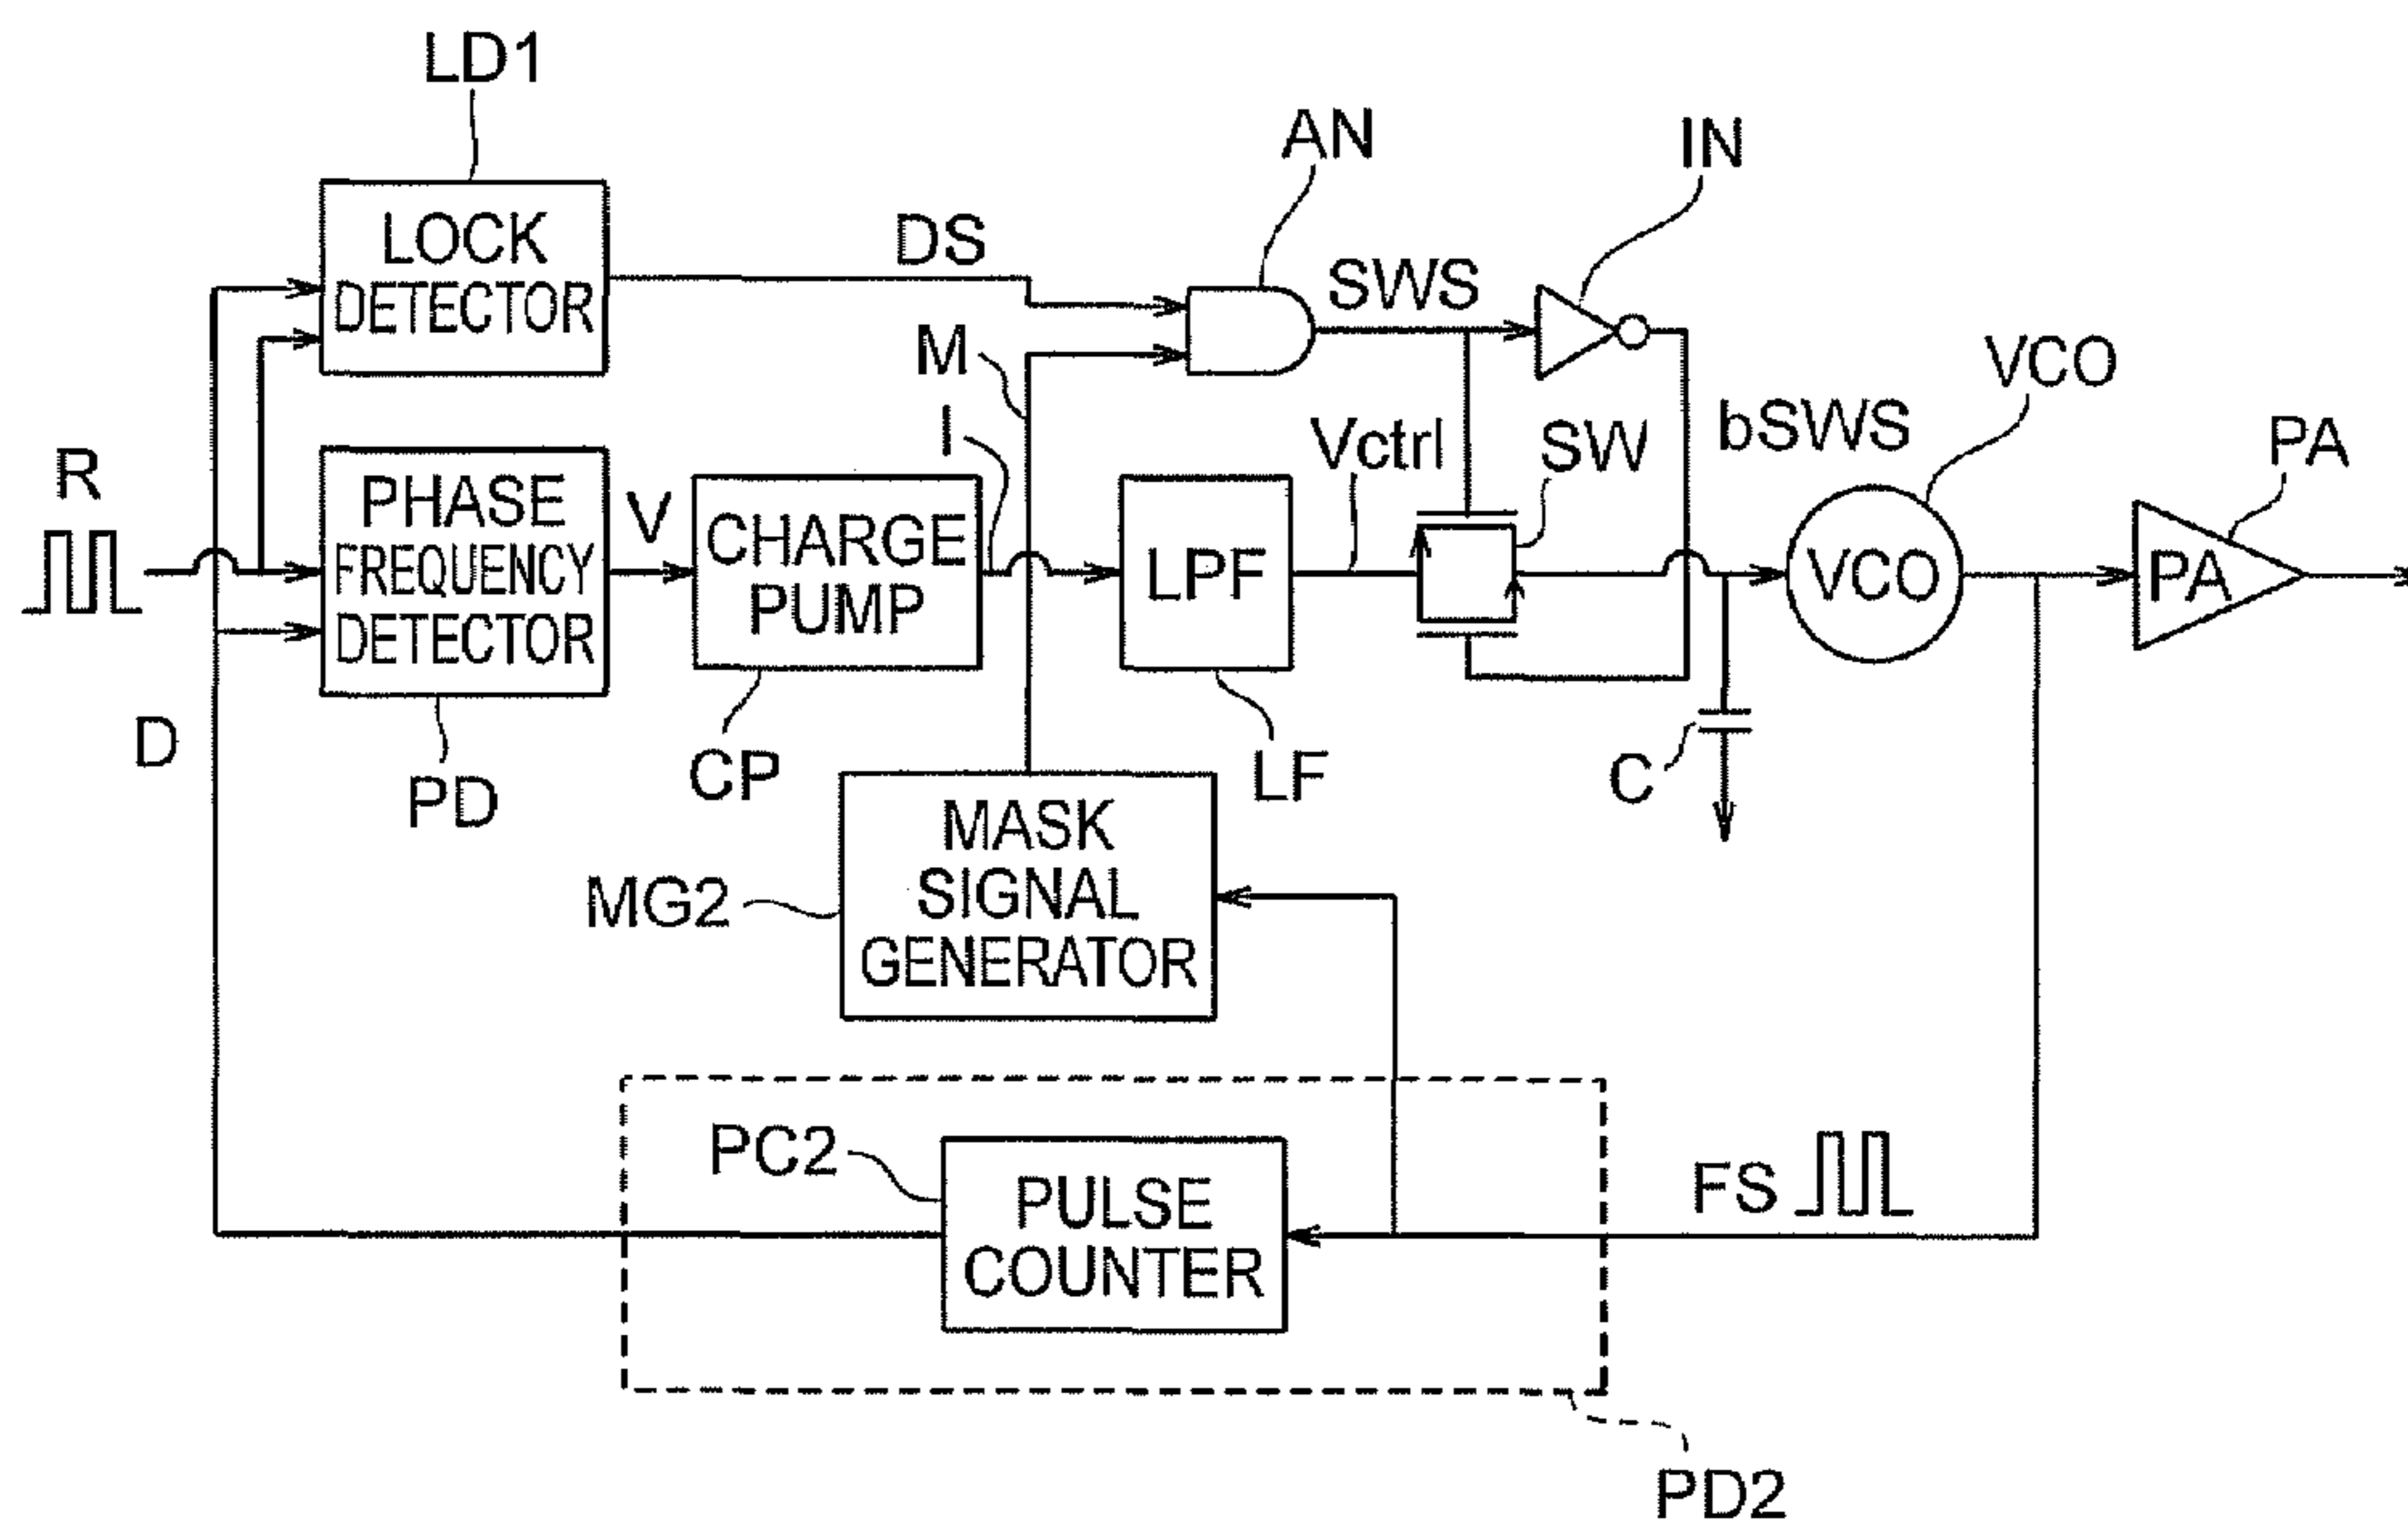 LD1
AN
IN
LOCK
DETECTOR
DS
SWS
M
VCO
I
Vctrl
SW
bSWS
PA
R
PHASE
FREQUENCY
DETECTOR
V
CHARGE
PUMP
LPF
VCO
PA
D
PD
CP
LF
C
MASK
SIGNAL
GENERATOR
MG2
PC2
PULSE
COUNTER
FS
PD2